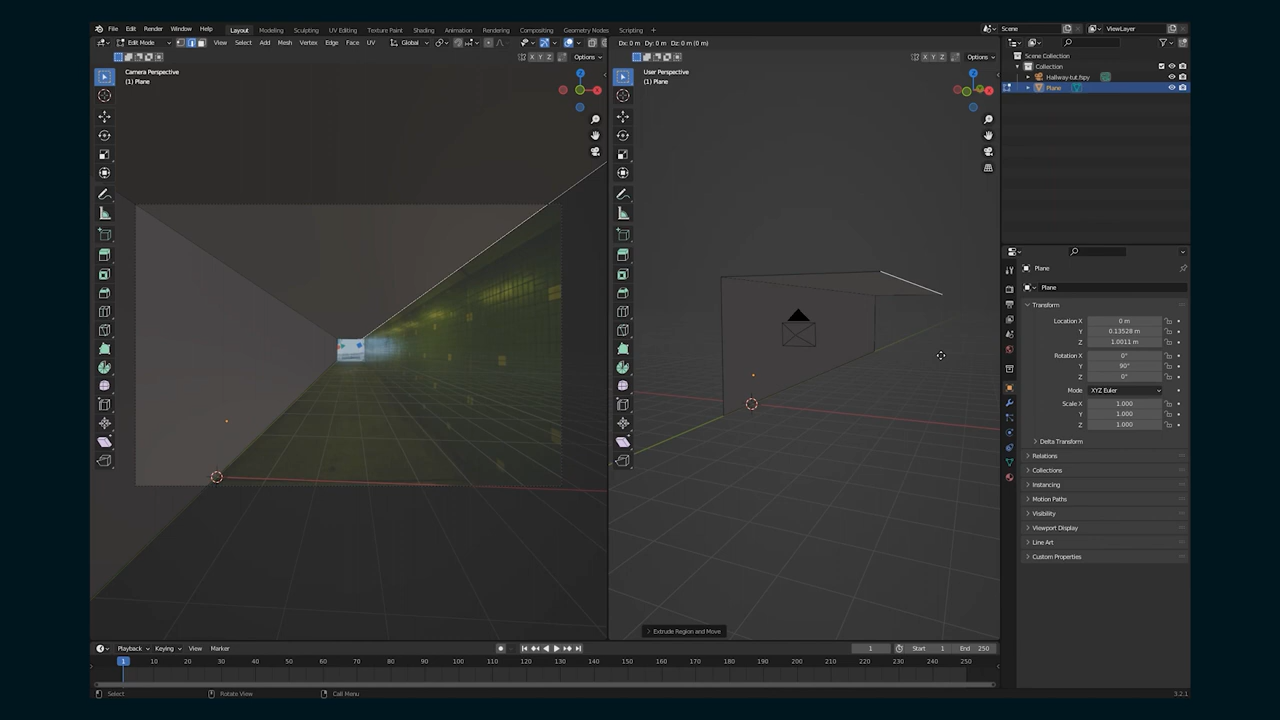 File Edit Render Window Help Layout Modeling Sculpting UV Editing Texture Paint Shading Animation Rendering Compositing Geometry Nodes Scripting + Scene ViewLayer
Edit Mode View Select Add Mesh Vertex Edge Face UV Global Dx: 0 m Dy: 0 m Dz: 0 m (0 m)
X Y Z Options X Y Z Options
Scene Collection
Collection
Hallway-tut.fspy
Plane
Camera Perspective
(1) Plane
User Perspective
(1) Plane
Z
Z
Plane
Plane
Transform
Location X 0 m
Y 0.13528 m
Z 1.0011 m
Rotation X 0°
Y 90°
Z 0°
Mode XYZ Euler
Scale X 1.000
Y 1.000
Z 1.000
Delta Transform
Relations
Collections
Instancing
Motion Paths
Visibility
Viewport Display
Line Art
Custom Properties
Extrude Region and Move
Playback Keying View Marker 1 Start 1 End 250
1 10 20 30 40 50 60 70 80 90 100 110 120 130 140 150 160 170 180 190 200 210 220 230 240 250
Select Rotate View Call Menu 3.2.1